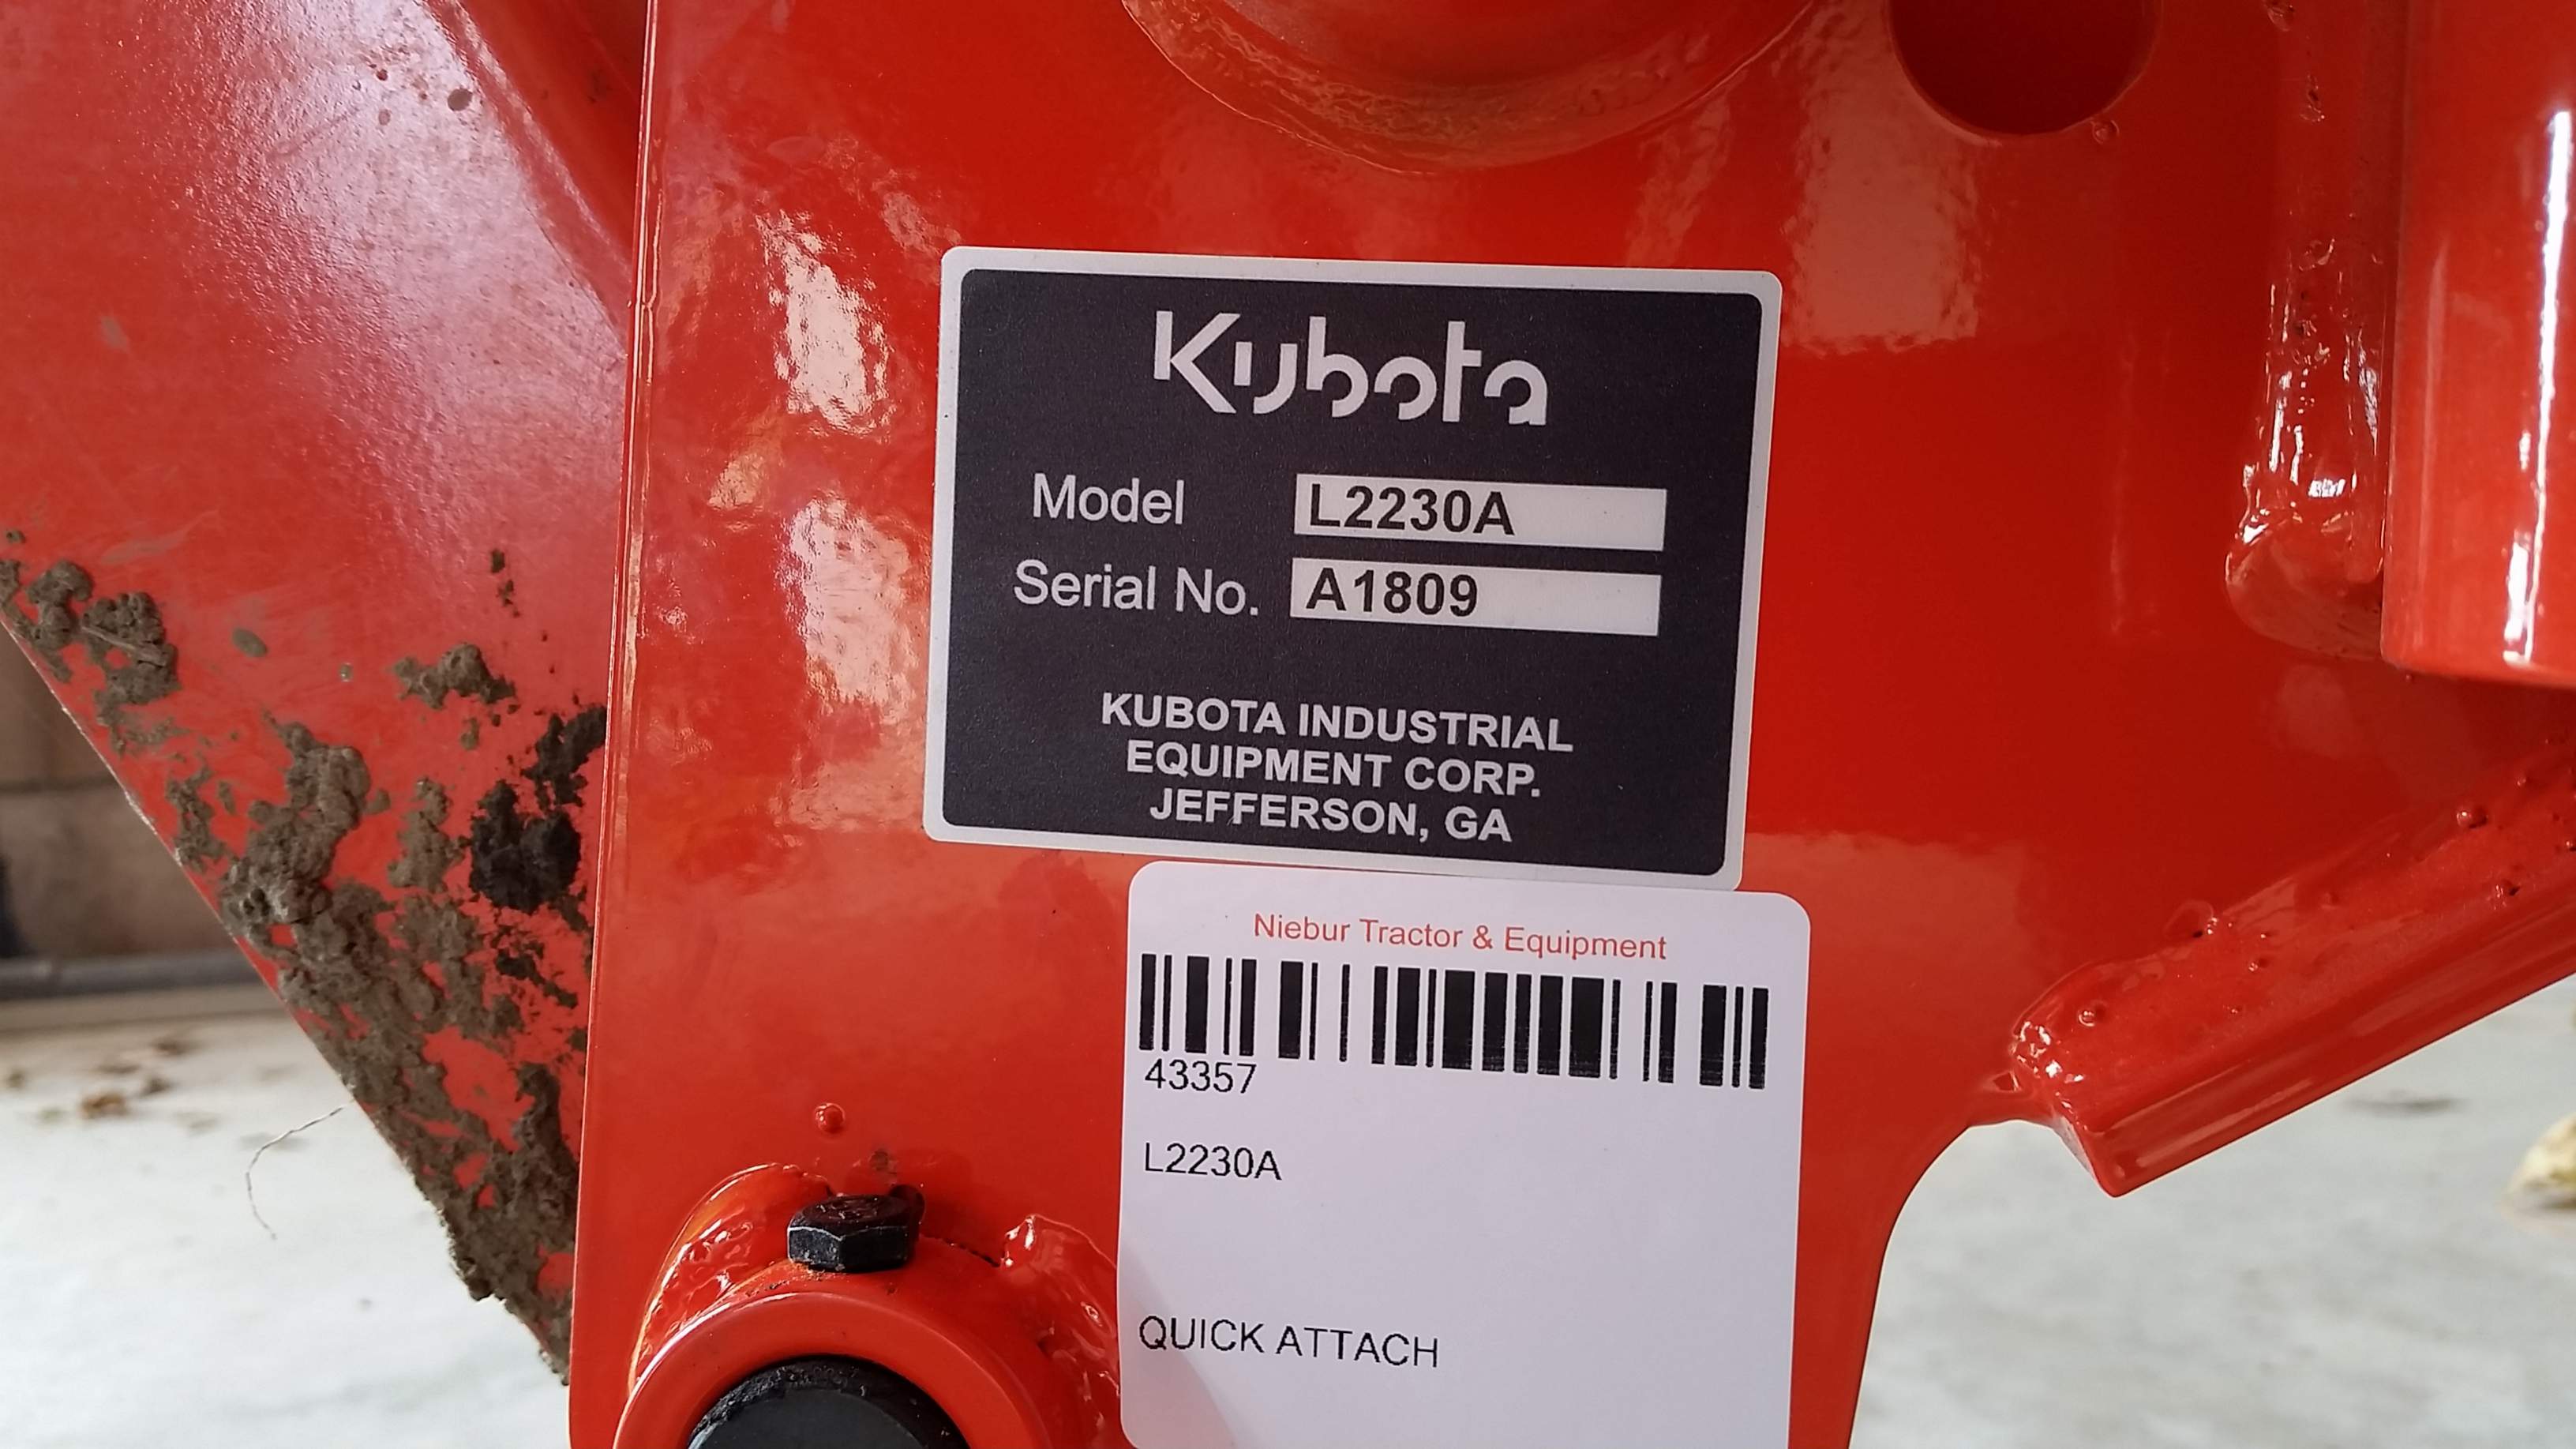 Kubota
Model L2230A
Serial No. A1809
KUBOTA INDUSTRIAL
EQUIPMENT CORP.
JEFFERSON, GA
Niebur Tractor & Equipment
43357
L2230A
QUICK ATTACH